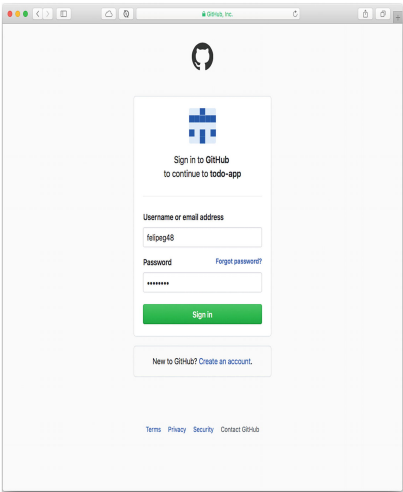 GitHub, Inc.
Sign in to GitHub
to continue to todo-app
Username or email address
felipeg48
Password Forgot password?
••••••••
Sign in
New to GitHub? Create an account.
Terms Privacy Security Contact GitHub